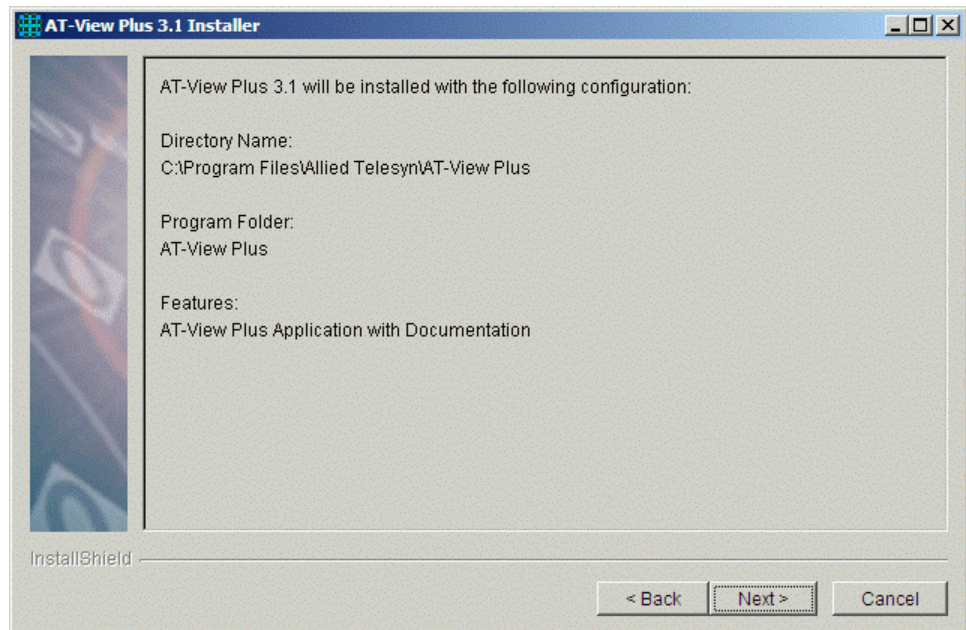 AT-View Plus 3.1 Installer
AT-View Plus 3.1 will be installed with the following configuration:
Directory Name:
C:\Program Files\Allied Telesyn\AT-View Plus
Program Folder:
AT-View Plus
Features:
AT-View Plus Application with Documentation
InstallShield
< Back Next > Cancel